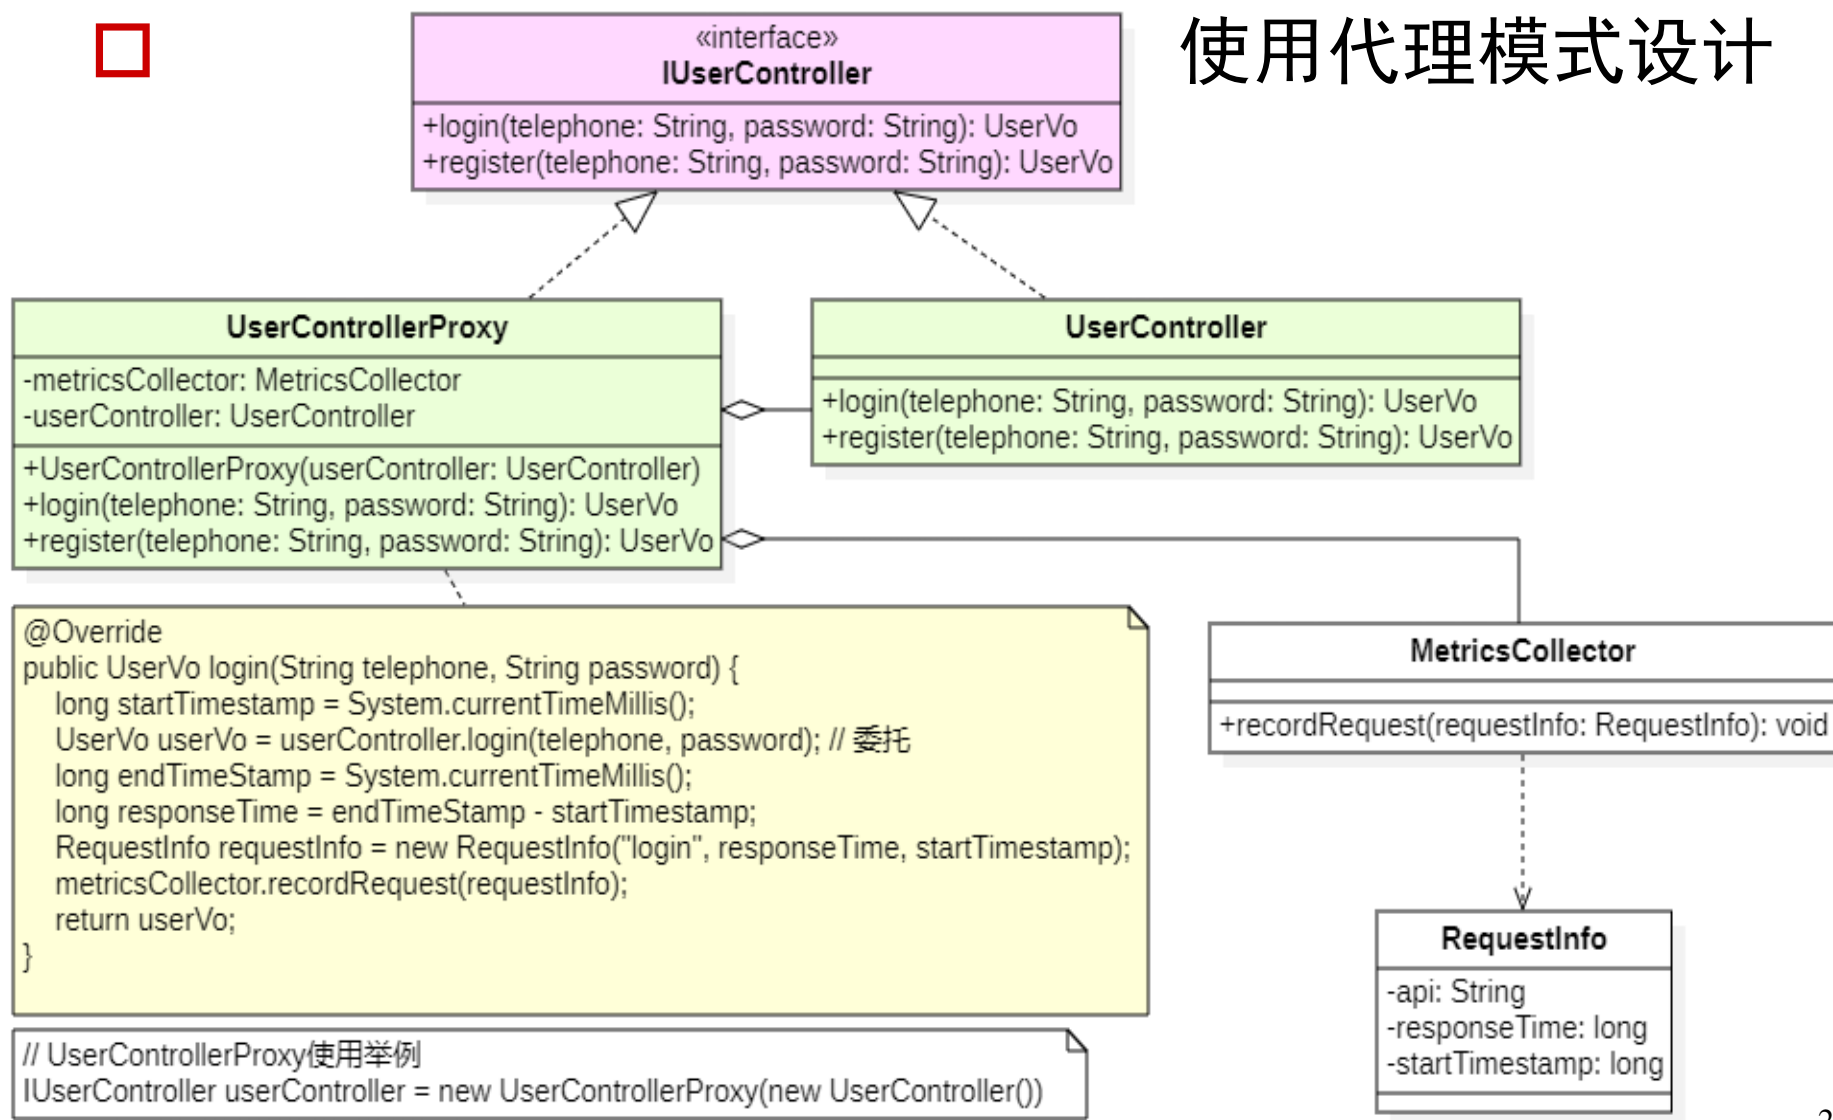 使用代理模式设计
«interface»
IUserController
+login(telephone: String, password: String): UserVo
+register(telephone: String, password: String): UserVo
UserControllerProxy
-metricsCollector: MetricsCollector
-userController: UserController
+UserControllerProxy(userController: UserController)
+login(telephone: String, password: String): UserVo
+register(telephone: String, password: String): UserVo
UserController
+login(telephone: String, password: String): UserVo
+register(telephone: String, password: String): UserVo
@Override
public UserVo login(String telephone, String password) {
long startTimestamp = System.currentTimeMillis();
UserVo userVo = userController.login(telephone, password); // 委托
long endTimeStamp = System.currentTimeMillis();
long responseTime = endTimeStamp - startTimestamp;
RequestInfo requestInfo = new RequestInfo("login", responseTime, startTimestamp);
metricsCollector.recordRequest(requestInfo);
return userVo;
}
MetricsCollector
+recordRequest(requestInfo: RequestInfo): void
RequestInfo
-api: String
-responseTime: long
-startTimestamp: long
// UserControllerProxy使用举例
IUserController userController = new UserControllerProxy(new UserController())